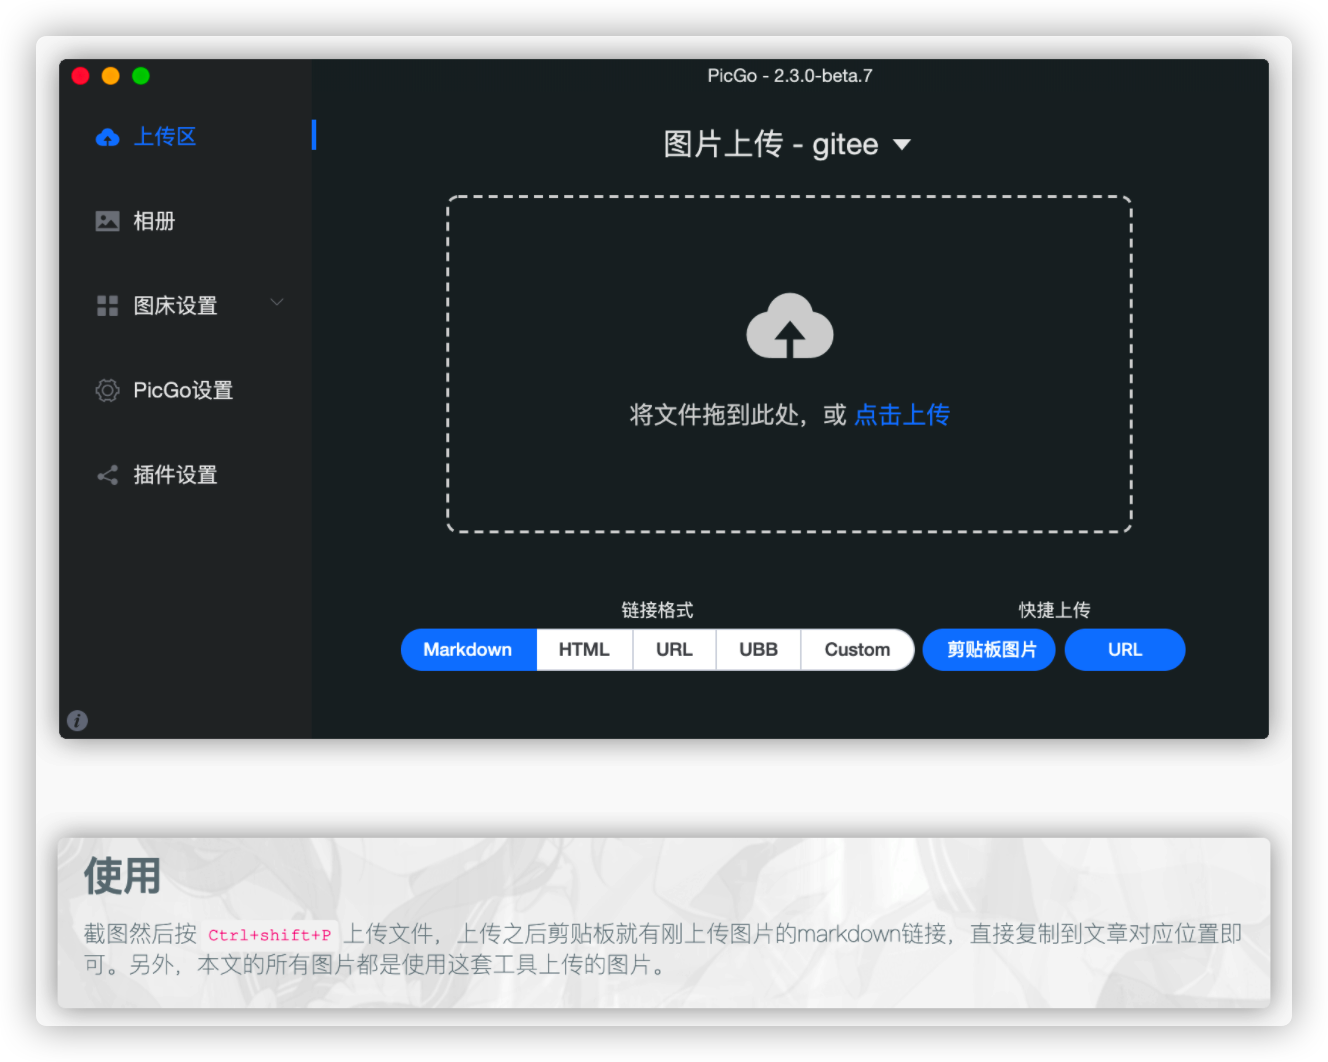 PicGo - 2.3.0-beta.7
上传区
相册
图床设置
PicGo设置
插件设置
图片上传 - gitee
将文件拖到此处，或 点击上传
链接格式
快捷上传
Markdown HTML URL UBB Custom 剪贴板图片 URL
使用
截图然后按 Ctrl+shift+P 上传文件，上传之后剪贴板就有刚上传图片的markdown链接，直接复制到文章对应位置即
可。另外，本文的所有图片都是使用这套工具上传的图片。